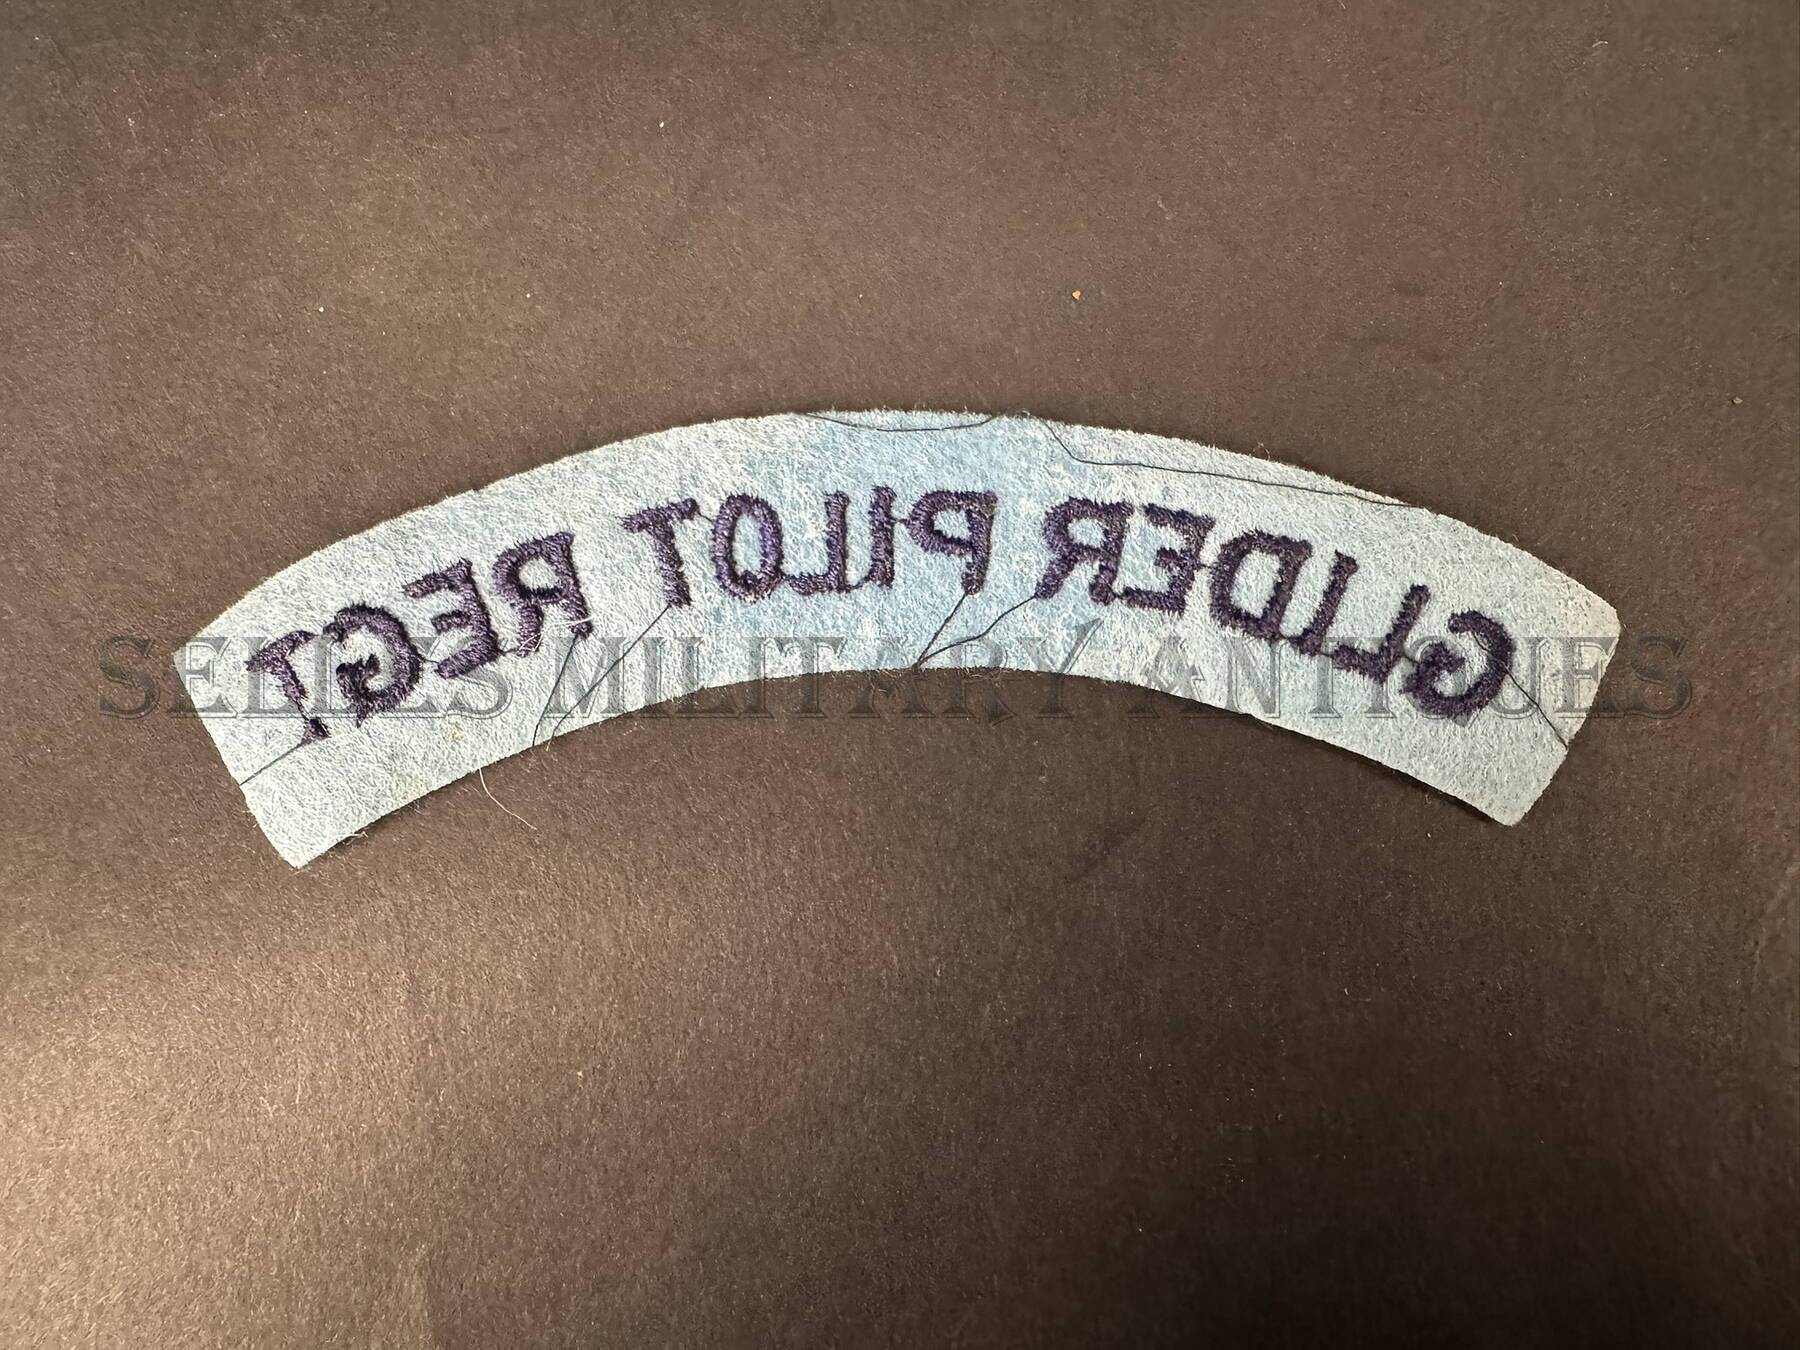 GLIDER PILOT REGT
SELLES MILITARY ANTIQUES